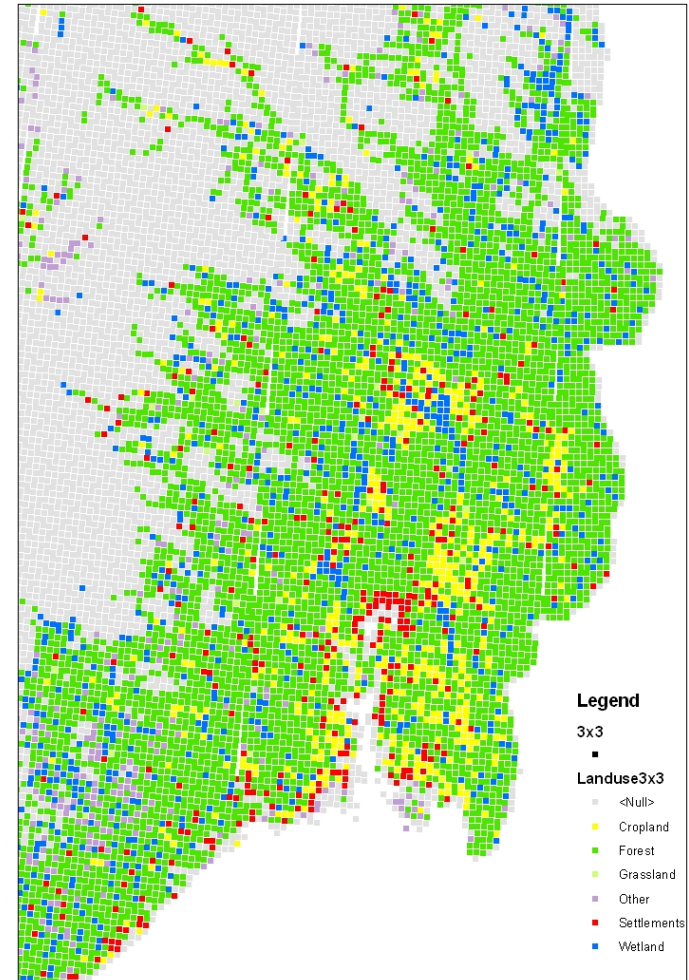 Legend
3x3
Landuse3x3
<Null>
Cropland
Forest
Grassland
Other
Settlements
Wetland